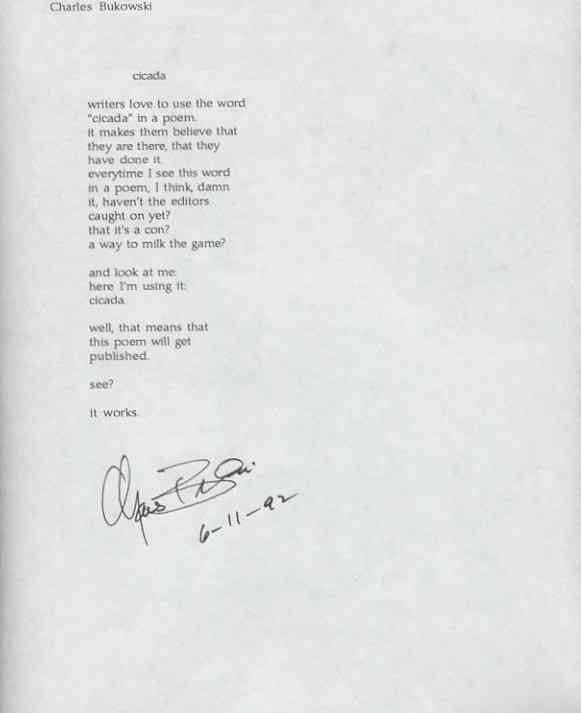 Charles Bukowski
cicada
writers love to use the word
"cicada" in a poem.
it makes them believe that
they are there, that they
have done it.
everytime I see this word
in a poem, I think, damn
it, haven't the editors
caught on yet?
that it's a con?
a way to milk the game?
and look at me:
here I'm using it:
cicada.
well, that means that
this poem will get
published.
see?
it works.
6-11-92